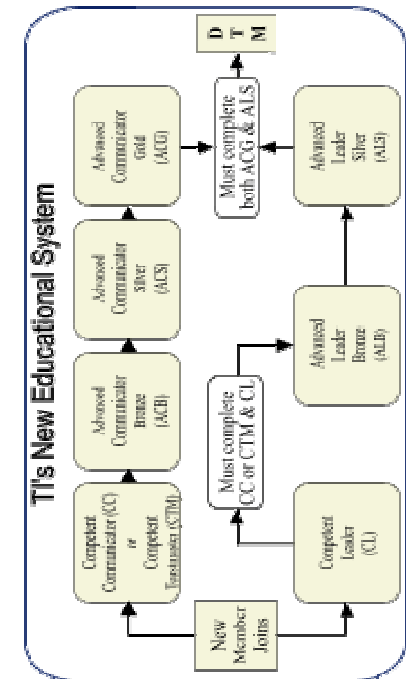 TI's New Educational System
New
Member
Joins
Competent
Communicator (CC)
or
Competent
Toastmaster (CTM)
Advanced
Communicator
Bronze
(ACB)
Advanced
Communicator
Silver
(ACS)
Advanced
Communicator
Gold
(ACG)
Competent
Leader
(CL)
Must complete
CC or CTM & CL
Advanced
Leader
Bronze
(ALB)
Advanced
Leader
Silver
(ALS)
Must complete
both ACG & ALS
D
T
M